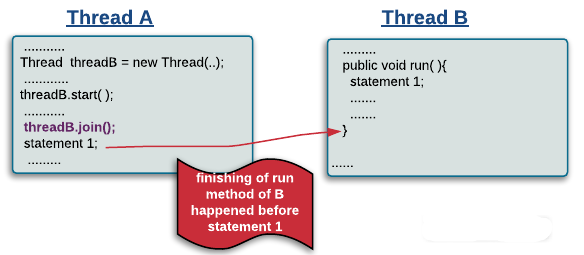 Thread A
...........
Thread threadB = new Thread(..);
............
threadB.start( );
...........
threadB.join();
statement 1;
.........
Thread B
.........
public void run( ){
statement 1;
.......
.......
}
......
finishing of run
method of B
happened before
statement 1